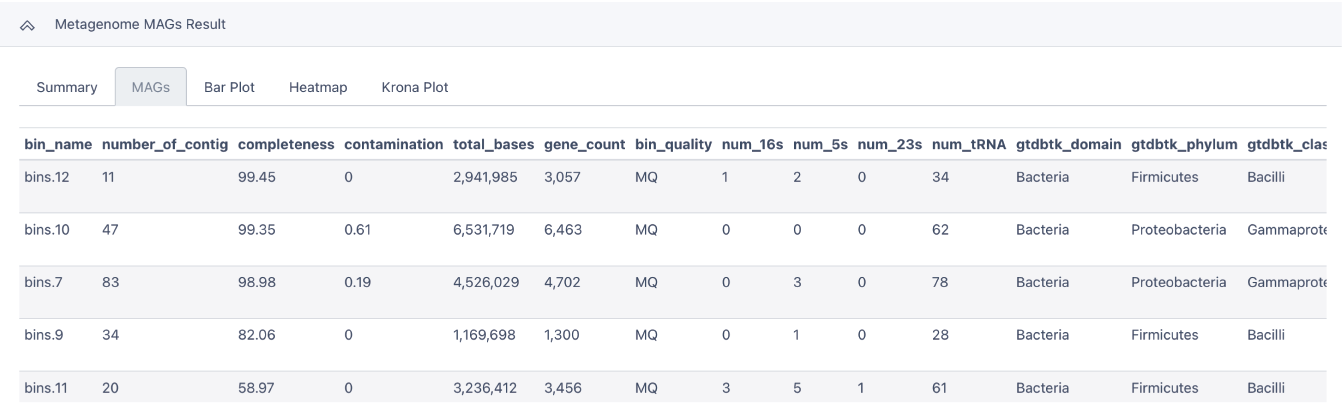 Metagenome MAGs Result
Summary MAGs Bar Plot Heatmap Krona Plot
bin_name number_of_contig completeness contamination total_bases gene_count bin_quality num_16s num_5s num_23s num_tRNA gtdbtk_domain gtdbtk_phylum gtdbtk_clas
bins.12 11 99.45 0 2,941,985 3,057 MQ 1 2 0 34 Bacteria Firmicutes Bacilli
bins.10 47 99.35 0.61 6,531,719 6,463 MQ 0 0 0 62 Bacteria Proteobacteria Gammaprote
bins.7 83 98.98 0.19 4,526,029 4,702 MQ 0 3 0 78 Bacteria Proteobacteria Gammaprote
bins.9 34 82.06 0 1,169,698 1,300 MQ 0 1 0 28 Bacteria Firmicutes Bacilli
bins.11 20 58.97 0 3,236,412 3,456 MQ 3 5 1 61 Bacteria Firmicutes Bacilli